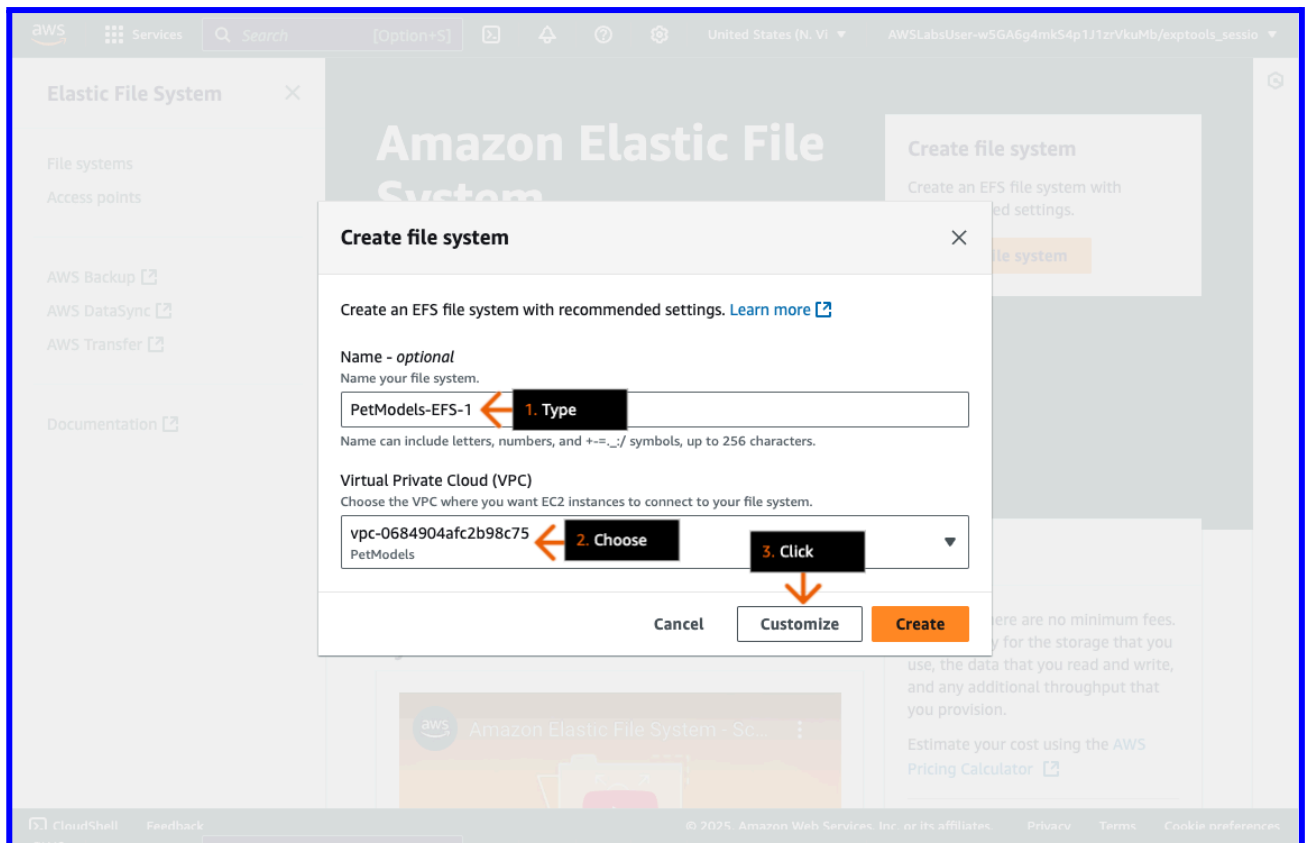 aws
Services
Search
[Option+S]
United States (N. Vi
AWSLabsUser-w5GA6g4mkS4p1J1zrVkuMb/exptools_sessio
Elastic File System
File systems
Access points
AWS Backup
AWS DataSync
AWS Transfer
Documentation
Amazon Elastic File
System
Create file system
Create an EFS file system with
ed settings.
le system
Create file system
Create an EFS file system with recommended settings. Learn more
Name - optional
Name your file system.
PetModels-EFS-1
1. Type
Name can include letters, numbers, and +-=._:/ symbols, up to 256 characters.
Virtual Private Cloud (VPC)
Choose the VPC where you want EC2 instances to connect to your file system.
vpc-0684904afc2b98c75
PetModels
2. Choose
3. Click
Cancel
Customize
Create
ere are no minimum fees.
y for the storage that you
use, the data that you read and write,
and any additional throughput that
you provision.
Estimate your cost using the AWS
Pricing Calculator
aws
Amazon Elastic File System - Sc...
CloudShell
Feedback
© 2025, Amazon Web Services, Inc. or its affiliates.
Privacy
Terms
Cookie preferences